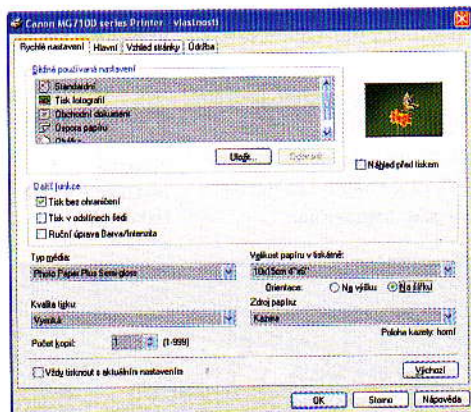 Canon MG7100 series Printer - vlastnosti
Rychlé nastavení Hlavní Vzhled stránky Údržba
Běžně používaná nastavení
Standardní
Tisk fotografií
Obchodní dokument
Úspora papíru
Obálka
Uložit... Odstranit
Náhled před tiskem
Další funkce
Tisk bez ohraničení
Tisk v odstínech šedi
Ruční úprava Barva/Intenzita
Typ média:
Photo Paper Plus Semi-gloss
Velikost papíru v tiskárně:
10x15cm 4"x6"
Orientace: Na výšku Na šířku
Kvalita tisku:
Vysoká
Zdroj papíru:
Kazeta
Počet kopií: 1 (1-999)
Poloha kazety: horní
Vždy tisknout s aktuálním nastavením
Výchozí
OK Storno Nápověda